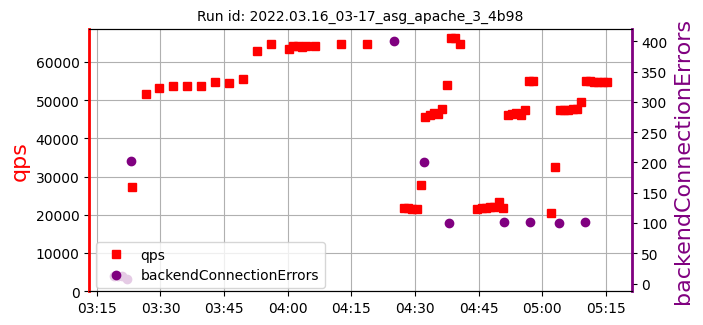 Run id: 2022.03.16_03-17_asg_apache_3_4b98
qps
60000
50000
40000
30000
20000
10000
0
backendConnectionErrors
400
350
300
250
200
150
100
50
0
qps
backendConnectionErrors
03:15 03:30 03:45 04:00 04:15 04:30 04:45 05:00 05:15